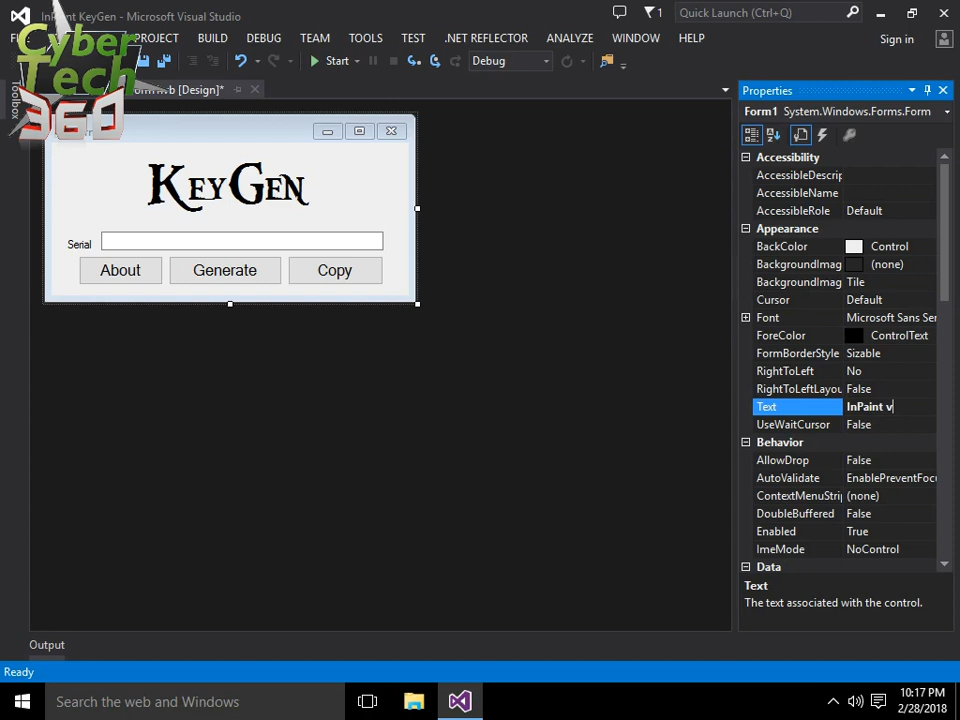 InPaint KeyGen - Microsoft Visual Studio
Quick Launch (Ctrl+Q)
1
PROJECT BUILD DEBUG TEAM TOOLS TEST .NET REFLECTOR ANALYZE WINDOW HELP
Sign in
Start
Debug
Cyber
Tech
360
Toolbox
[Design]*
KeyGen
Serial
About
Generate
Copy
Properties
Form1 System.Windows.Forms.Form
Accessibility
AccessibleDescrip
AccessibleName
AccessibleRole Default
Appearance
BackColor Control
BackgroundImag (none)
BackgroundImag Tile
Cursor Default
Font Microsoft Sans Ser
ForeColor ControlText
FormBorderStyle Sizable
RightToLeft No
RightToLeftLayou False
Text InPaint v
UseWaitCursor False
Behavior
AllowDrop False
AutoValidate EnablePreventFocu
ContextMenuStrip (none)
DoubleBuffered False
Enabled True
ImeMode NoControl
Data
Text
The text associated with the control.
Output
Ready
Search the web and Windows
10:17 PM
2/28/2018